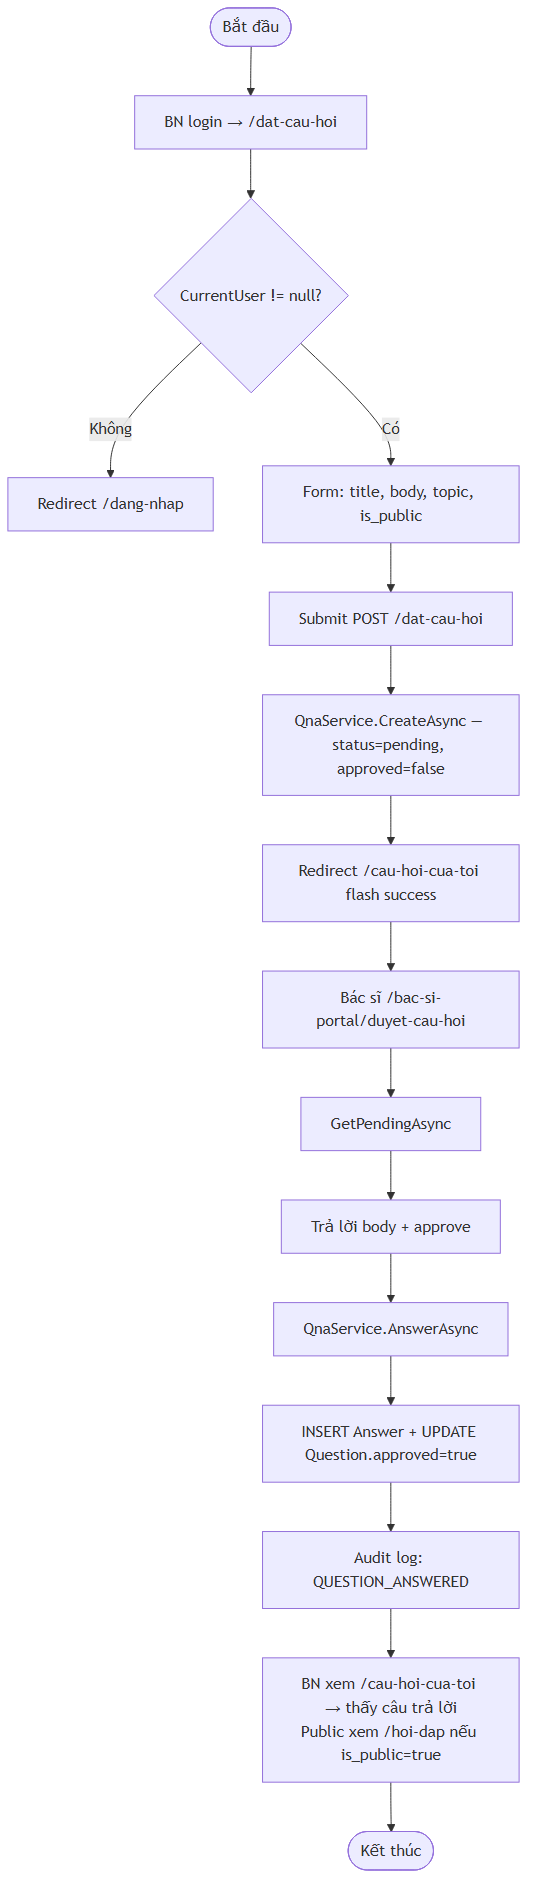 Bắt đầu
BN login → /dat-cau-hoi
CurrentUser != null?
Không
Có
Redirect /dang-nhap
Form: title, body, topic,
is_public
Submit POST /dat-cau-hoi
QnaService.CreateAsync —
status=pending,
approved=false
Redirect /cau-hoi-cua-toi
flash success
Bác sĩ /bac-si-
portal/duyet-cau-hoi
GetPendingAsync
Trả lời body + approve
QnaService.AnswerAsync
INSERT Answer + UPDATE
Question.approved=true
Audit log:
QUESTION_ANSWERED
BN xem /cau-hoi-cua-toi
→ thấy câu trả lời
Public xem /hoi-dap nếu
is_public=true
Kết thúc